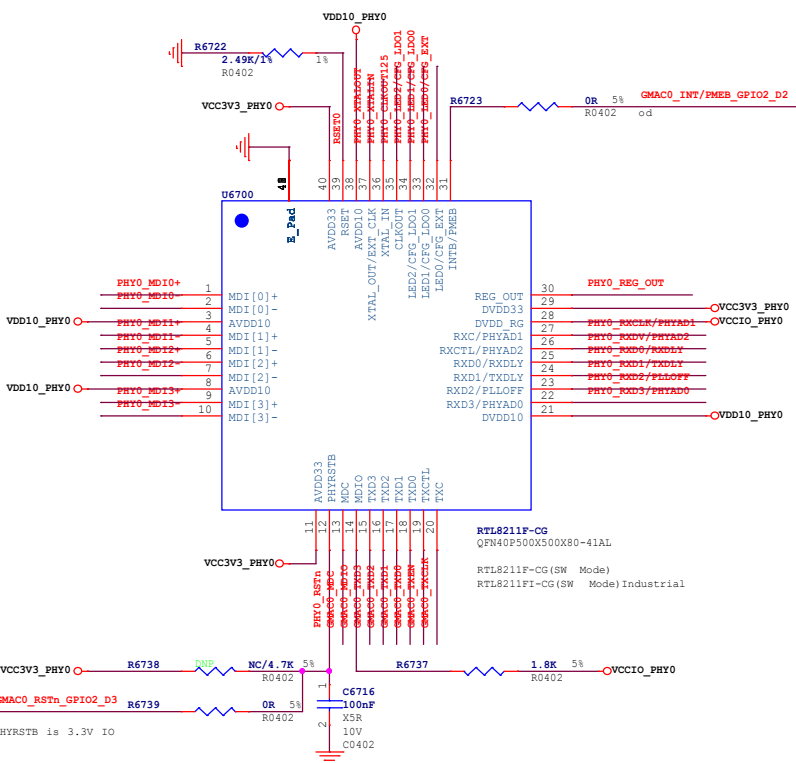 VDD10_PHY0
R6722
2.49K/1%
1%
R0402
VCC3V3_PHY0
RSET0
PHY0_XTALOUT
PHY0_XTALIN
PHY0_CLKOUT125
PHY0_LED2/CFG_LDO1
PHY0_LED1/CFG_LDO0
PHY0_LED0/CFG_EXT
R6723
0R 5%
R0402 od
GMAC0_INT/PMEB_GPIO2_D2
U6700
40
39
38
37
36
35
34
33
32
31
E_Pad
AVDD33
RSET
AVDD10
XTAL_OUT/EXT_CLK
XTAL_IN
CLKOUT
LED2/CFG_LDO1
LED1/CFG_LDO0
LED0/CFG_EXT
INTB/PMEB
PHY0_MDI0+ 1 MDI[0]+
PHY0_MDI0- 2 MDI[0]-
VDD10_PHY0 3 AVDD10
PHY0_MDI1+ 4 MDI[1]+
PHY0_MDI1- 5 MDI[1]-
PHY0_MDI2+ 6 MDI[2]+
PHY0_MDI2- 7 MDI[2]-
VDD10_PHY0 8 AVDD10
PHY0_MDI3+ 9 MDI[3]+
PHY0_MDI3- 10 MDI[3]-
REG_OUT 30 PHY0_REG_OUT
DVDD33 29 VCC3V3_PHY0
DVDD_RG 28 VCCIO_PHY0
RXC/PHYAD1 27 PHY0_RXCLK/PHYAD1
RXCTL/PHYAD2 26 PHY0_RXDV/PHYAD2
RXD0/RXDLY 25 PHY0_RXD0/RXDLY
RXD1/TXDLY 24 PHY0_RXD1/TXDLY
RXD2/PLLOFF 23 PHY0_RXD2/PLLOFF
RXD3/PHYAD0 22 PHY0_RXD3/PHYAD0
DVDD10 21 VDD10_PHY0
AVDD33
PHYRSTB
MDC
MDIO
TXD3
TXD2
TXD1
TXD0
TXCTL
TXC
11
12
13
14
15
16
17
18
19
20
RTL8211F-CG
QFN40P500X500X80-41AL
RTL8211F-CG(SW Mode)
RTL8211FI-CG(SW Mode)Industrial
VCC3V3_PHY0
PHY0_RSTn
GMAC0_MDC
GMAC0_MDIO
GMAC0_TXD3
GMAC0_TXD2
GMAC0_TXD1
GMAC0_TXD0
GMAC0_TXEN
GMAC0_TXCLK
VCC3V3_PHY0 R6738 DNP NC/4.7K 5%
R0402
R6737 1.8K 5% VCCIO_PHY0
R0402
GMAC0_RSTn_GPIO2_D3 R6739 0R 5%
R0402
HYRSTB is 3.3V IO
1
2
C6716
100nF
X5R
10V
C0402